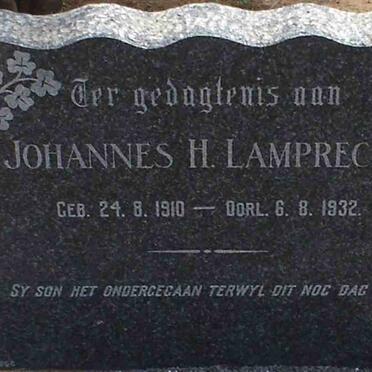 Ter gedagtenis aan
JOHANNES H. LAMPREC
GEB. 24. 8. 1910 — OORL. 6. 8. 1932.
SY SON HET ONDERGEGAAN TERWYL DIT NOG DAG